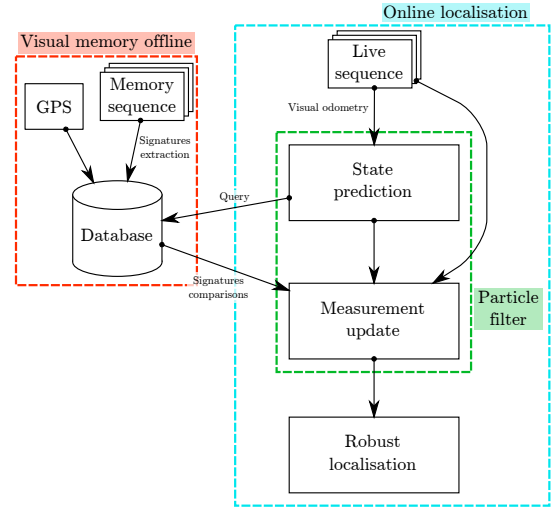 Online localisation
Visual memory offline
Live
sequence
Memory
sequence
GPS
Visual odometry
Signatures
extraction
State
prediction
Query
Database
Signatures
comparisons
Measurement
update
Particle
filter
Robust
localisation